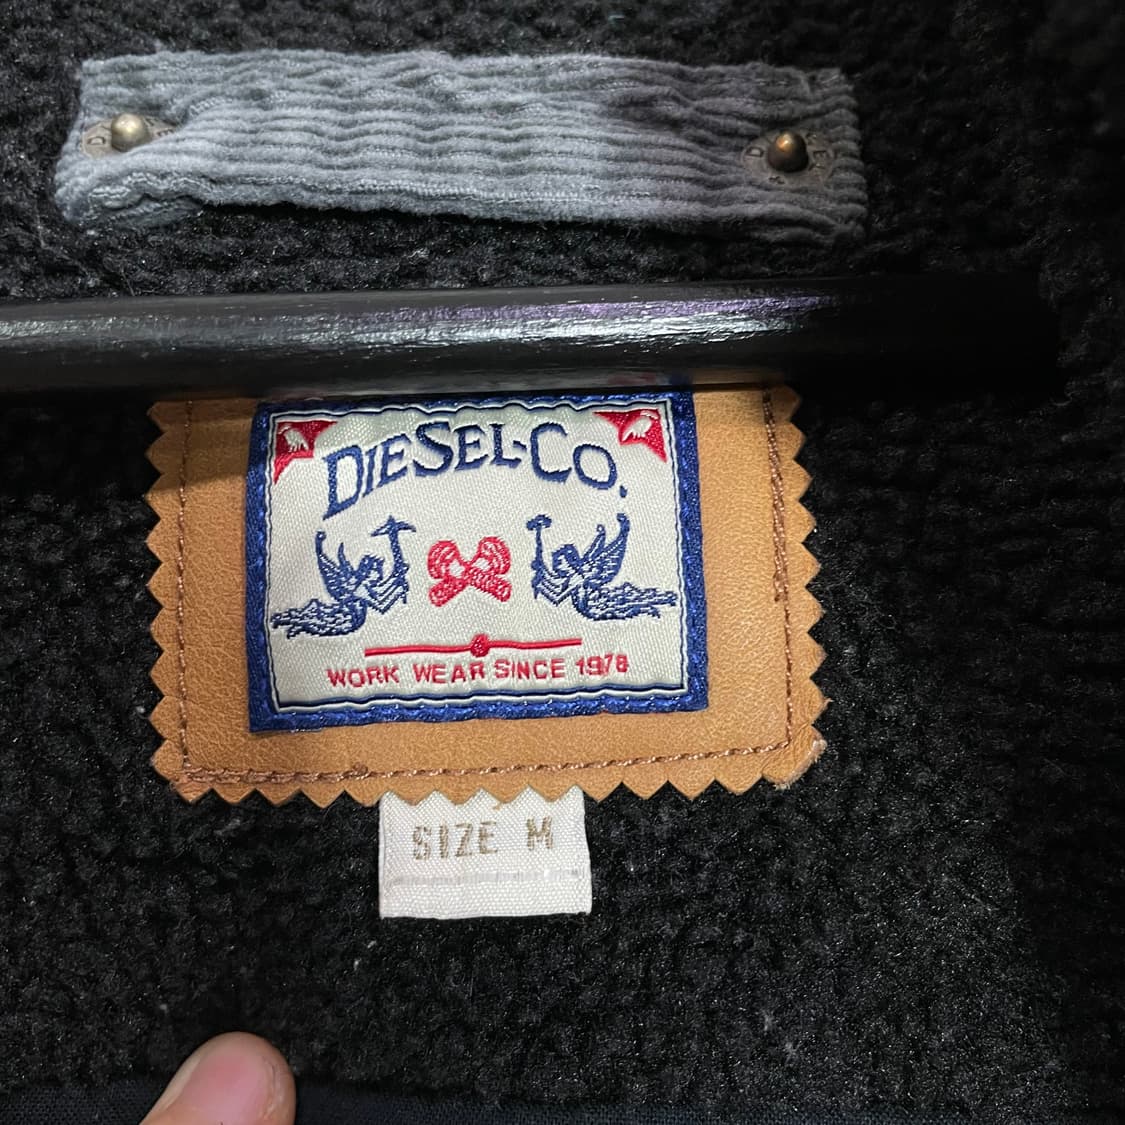 DIESEL-CO.
WORK WEAR SINCE 1978
SIZE M